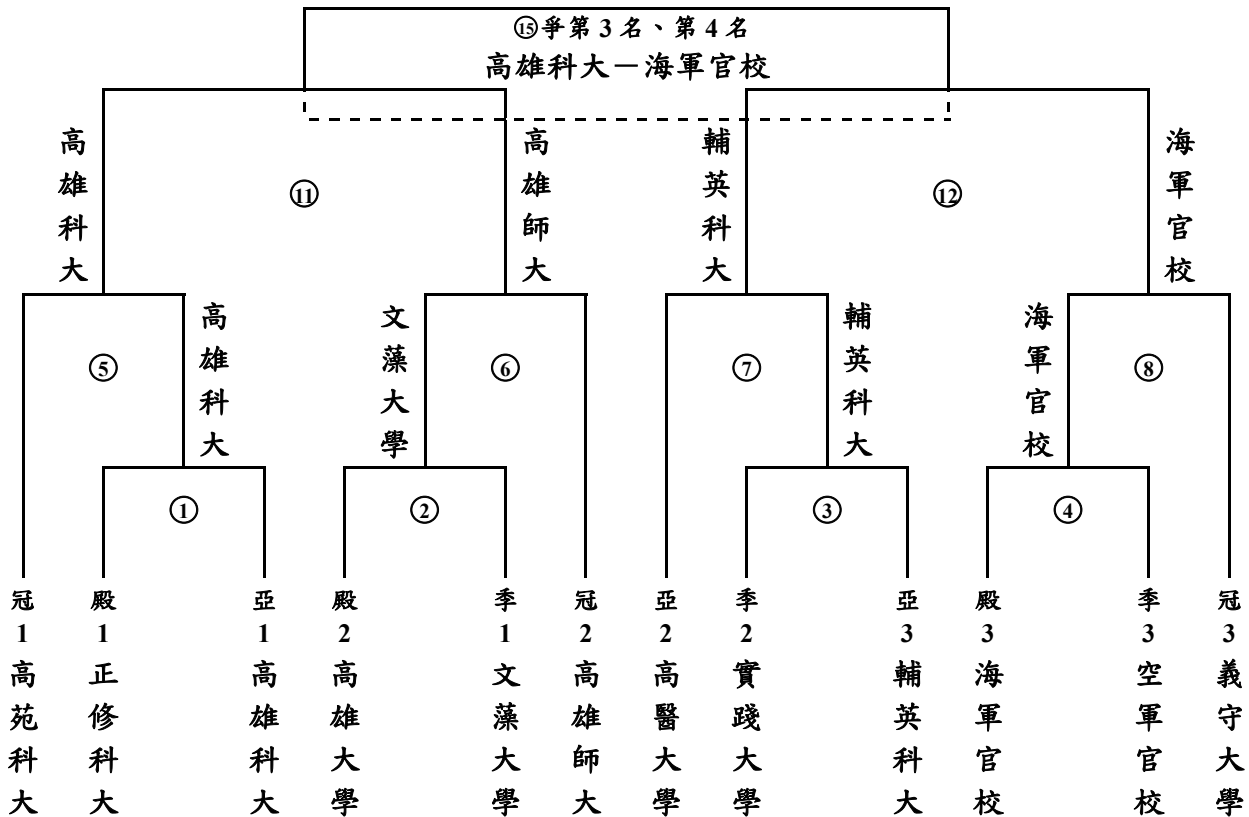 ⑮爭第3名、第4名
高雄科大－海軍官校
高雄科大
高雄師大
輔英科大
海軍官校
⑪
⑫
高雄科大
文藻大學
輔英科大
海軍官校
⑤
⑥
⑦
⑧
①
②
③
④
冠1高苑科大
殿1正修科大
亞1高雄科大
殿2高雄大學
季1文藻大學
冠2高雄師大
亞2高醫大學
季2實踐大學
亞3輔英科大
殿3海軍官校
季3空軍官校
冠3義守大學